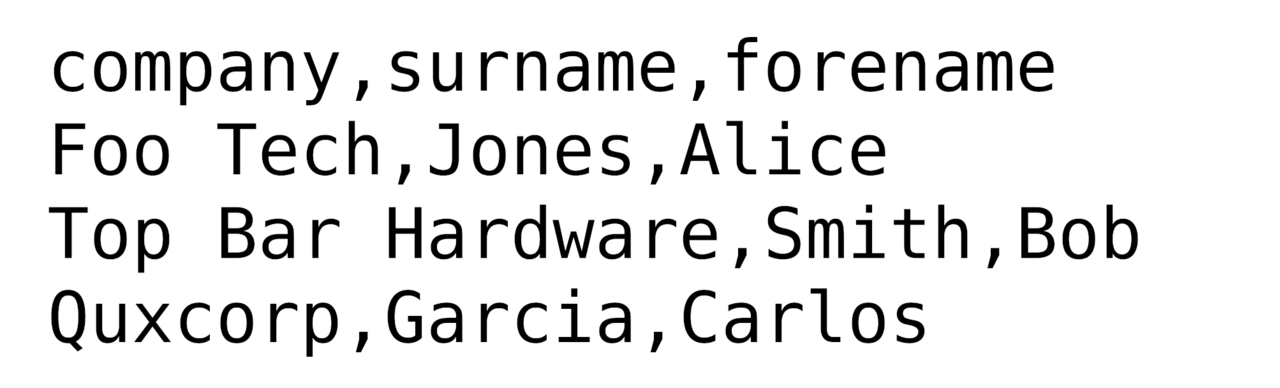 company,surname,forename
Foo Tech,Jones,Alice
Top Bar Hardware,Smith,Bob
Quxcorp,Garcia,Carlos